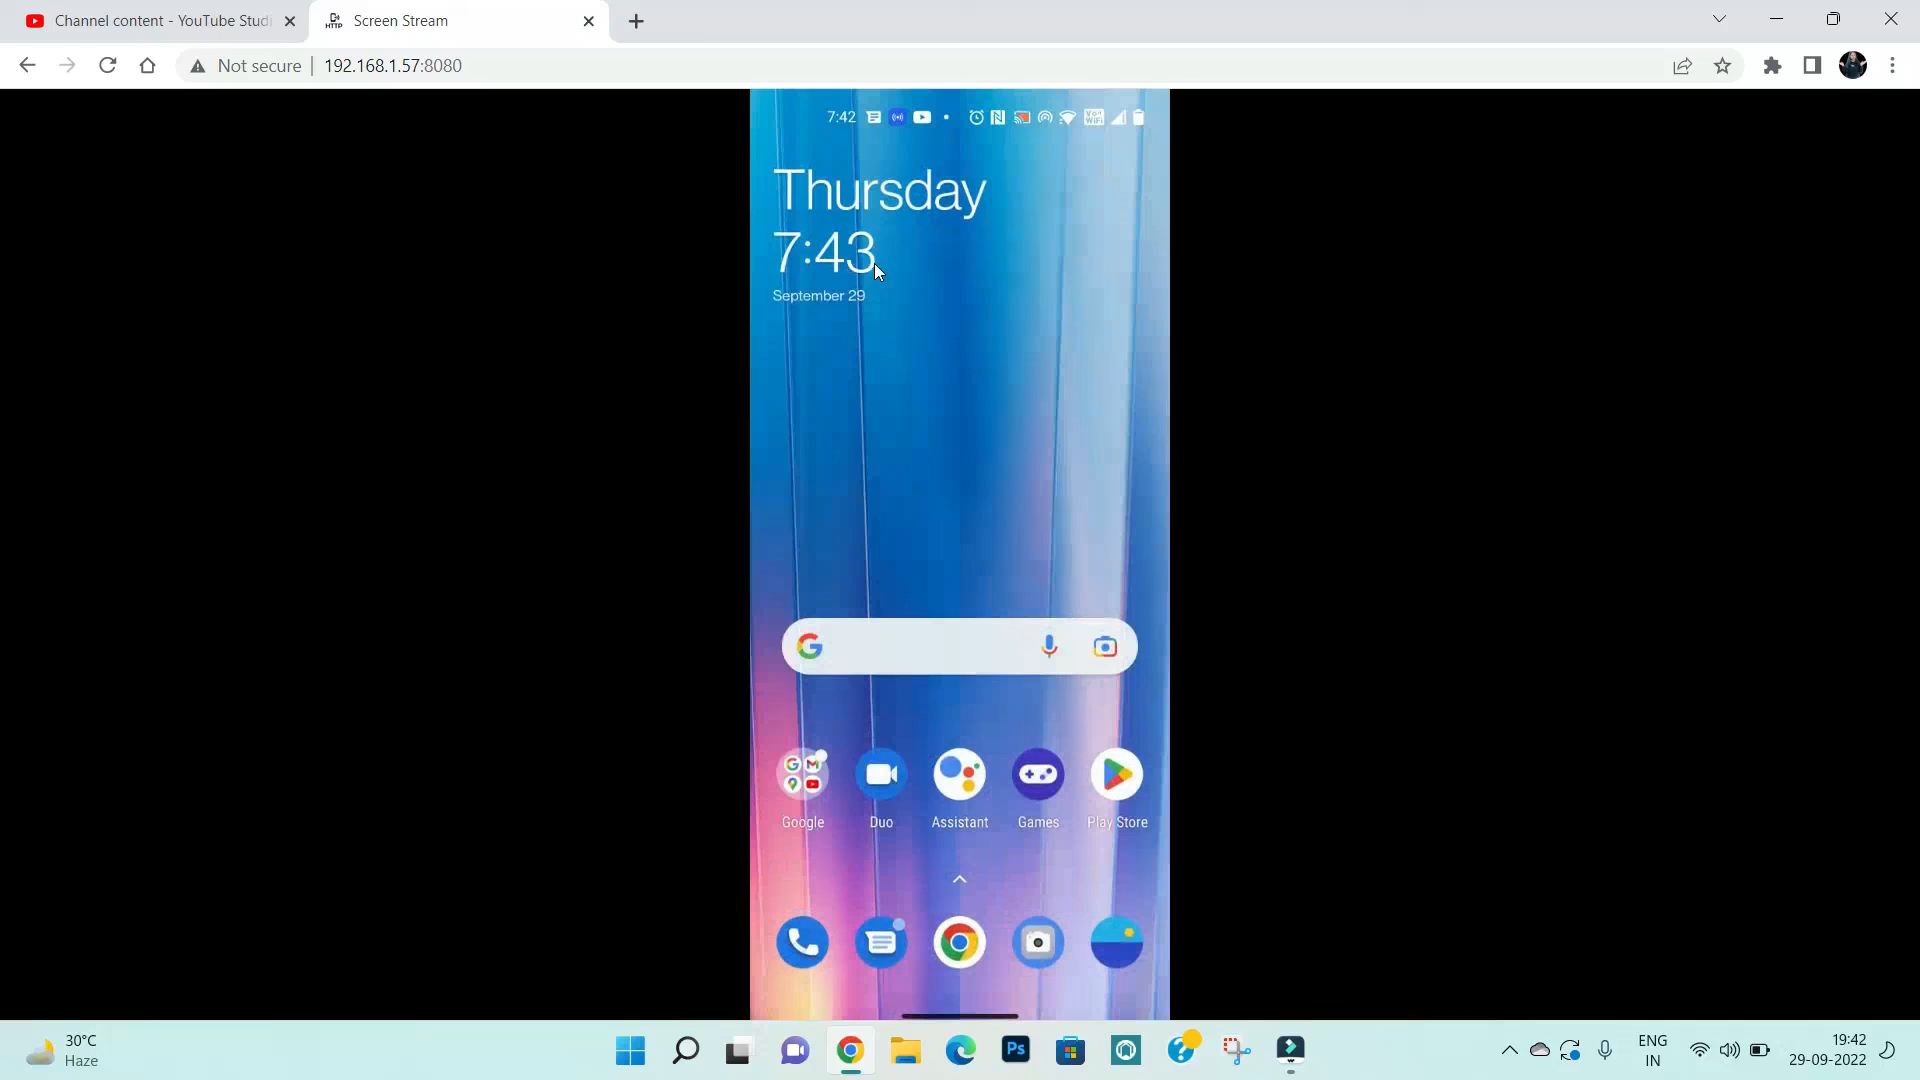 Channel content - YouTube Studi
Screen Stream
Not secure
192.168.1.57:8080
7:42
Thursday
7:43
September 29
Google
Duo
Assistant
Games
Play Store
30°C
Haze
Ps
ENG
IN
19:42
29-09-2022